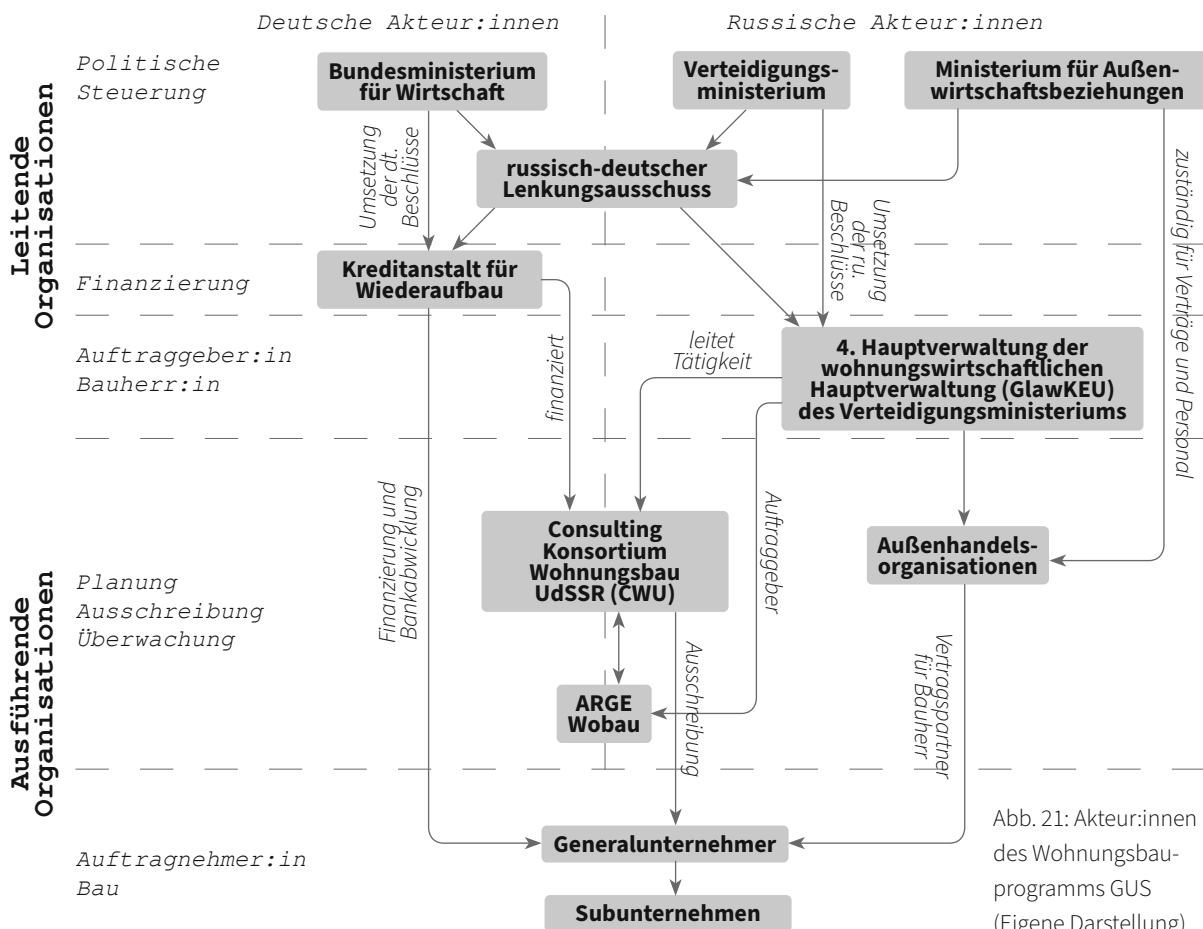 Deutsche Akteur:innen
Russische Akteur:innen
Leitende
Organisationen
Politische
Steuerung
Bundesministerium
für Wirtschaft
Verteidigungs-
ministerium
Ministerium für Außen-
wirtschaftsbeziehungen
Umsetzung
der dt.
Beschlüsse
russisch-deutscher
Lenkungsausschuss
Umsetzung
der ru.
Beschlüsse
zuständig für Verträge und Personal
Finanzierung
Kreditanstalt für
Wiederaufbau
Auftraggeber:in
Bauherr:in
finanziert
leitet
Tätigkeit
4. Hauptverwaltung der
wohnungswirtschaftlichen
Hauptverwaltung (GlawKEU)
des Verteidigungsministeriums
Ausführende
Organisationen
Planung
Ausschreibung
Überwachung
Finanzierung und
Bankabwicklung
Consulting
Konsortium
Wohnungsbau
UdSSR (CWU)
Auftraggeber
Außenhandels-
organisationen
ARGE
Wobau
Ausschreibung
Vertragspartner
für Bauherr
Auftragnehmer:in
Bau
Generalunternehmer
Subunternehmen
Abb. 21: Akteur:innen
des Wohnungsbau-
programms GUS
(Eigene Darstellung)